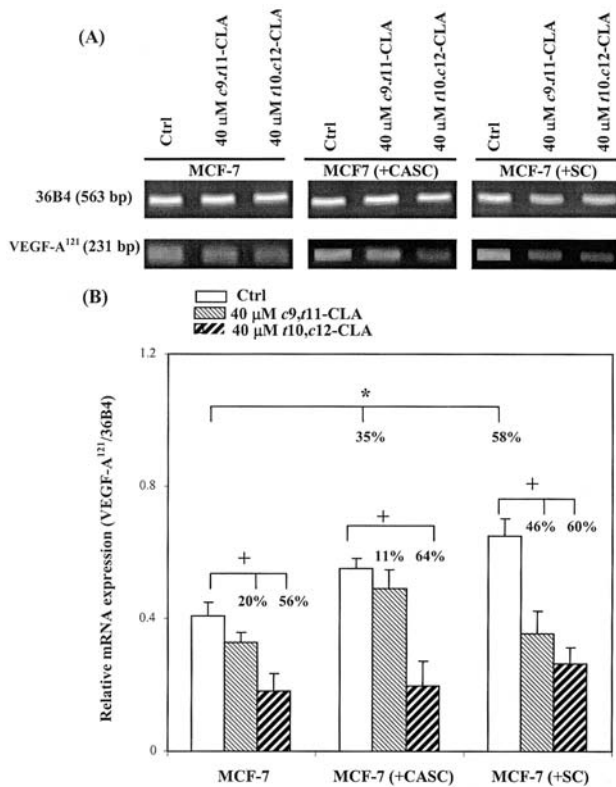 (A)
Ctrl
40 uM c9.t11-CLA
40 uM t10.c12-CLA
Ctrl
40 uM c9.t11-CLA
40 uM t10.c12-CLA
Ctrl
40 uM c9.t11-CLA
40 uM t10.c12-CLA
MCF-7 MCF7 (+CASC) MCF-7 (+SC)
36B4 (563 bp)
VEGF-A¹²¹ (231 bp)
(B)
Ctrl
40 µM c9,t11-CLA
40 µM t10,c12-CLA
Relative mRNA expression (VEGF-A¹²¹/36B4)
1.2
0.8
0.4
0
*
35% 58%
+ 46% 60%
+ 11% 64%
+ 20% 56%
MCF-7 MCF-7 (+CASC) MCF-7 (+SC)